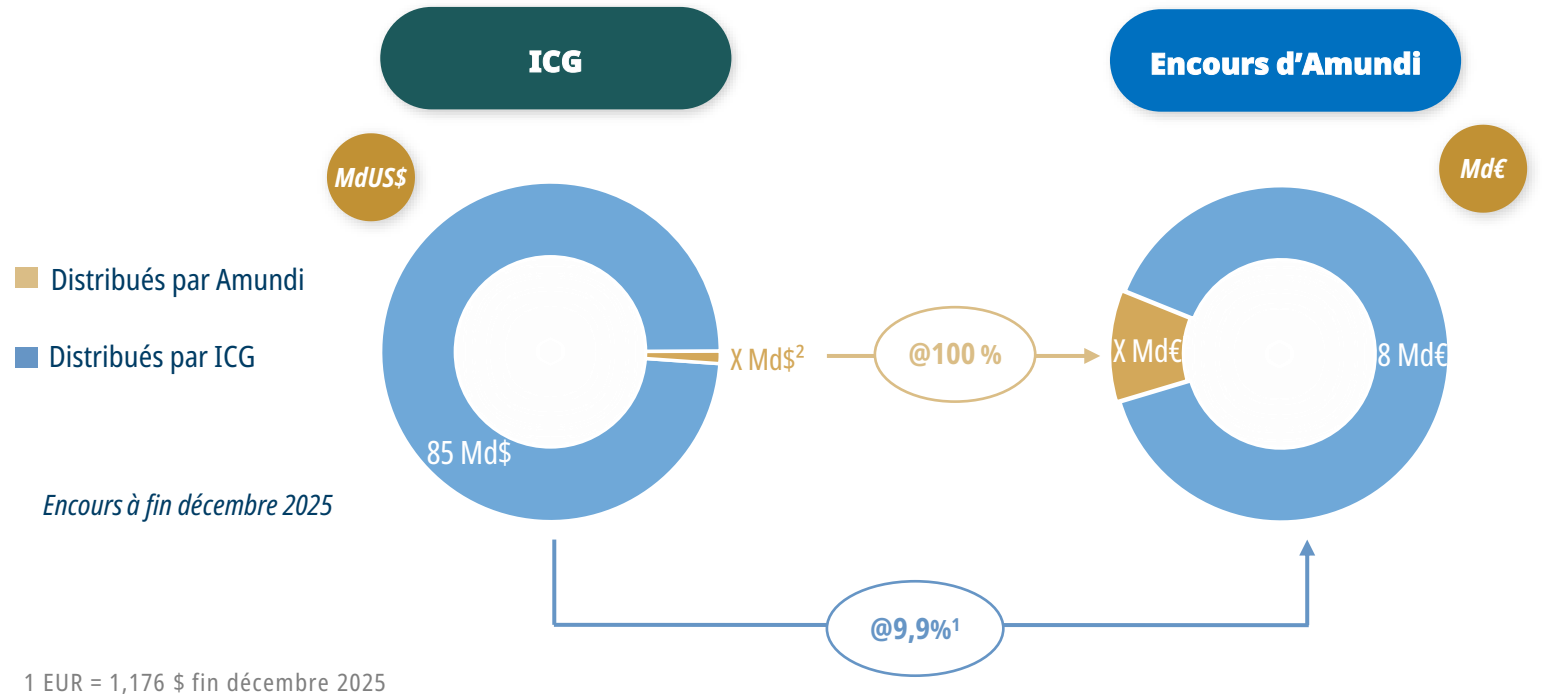 ICG
Encours d’Amundi
MdUS$
Md€
Distribués par Amundi
Distribués par ICG
X Md$²
@100 %
X Md€
8 Md€
85 Md$
Encours à fin décembre 2025
@9,9%¹
1 EUR = 1,176 $ fin décembre 2025